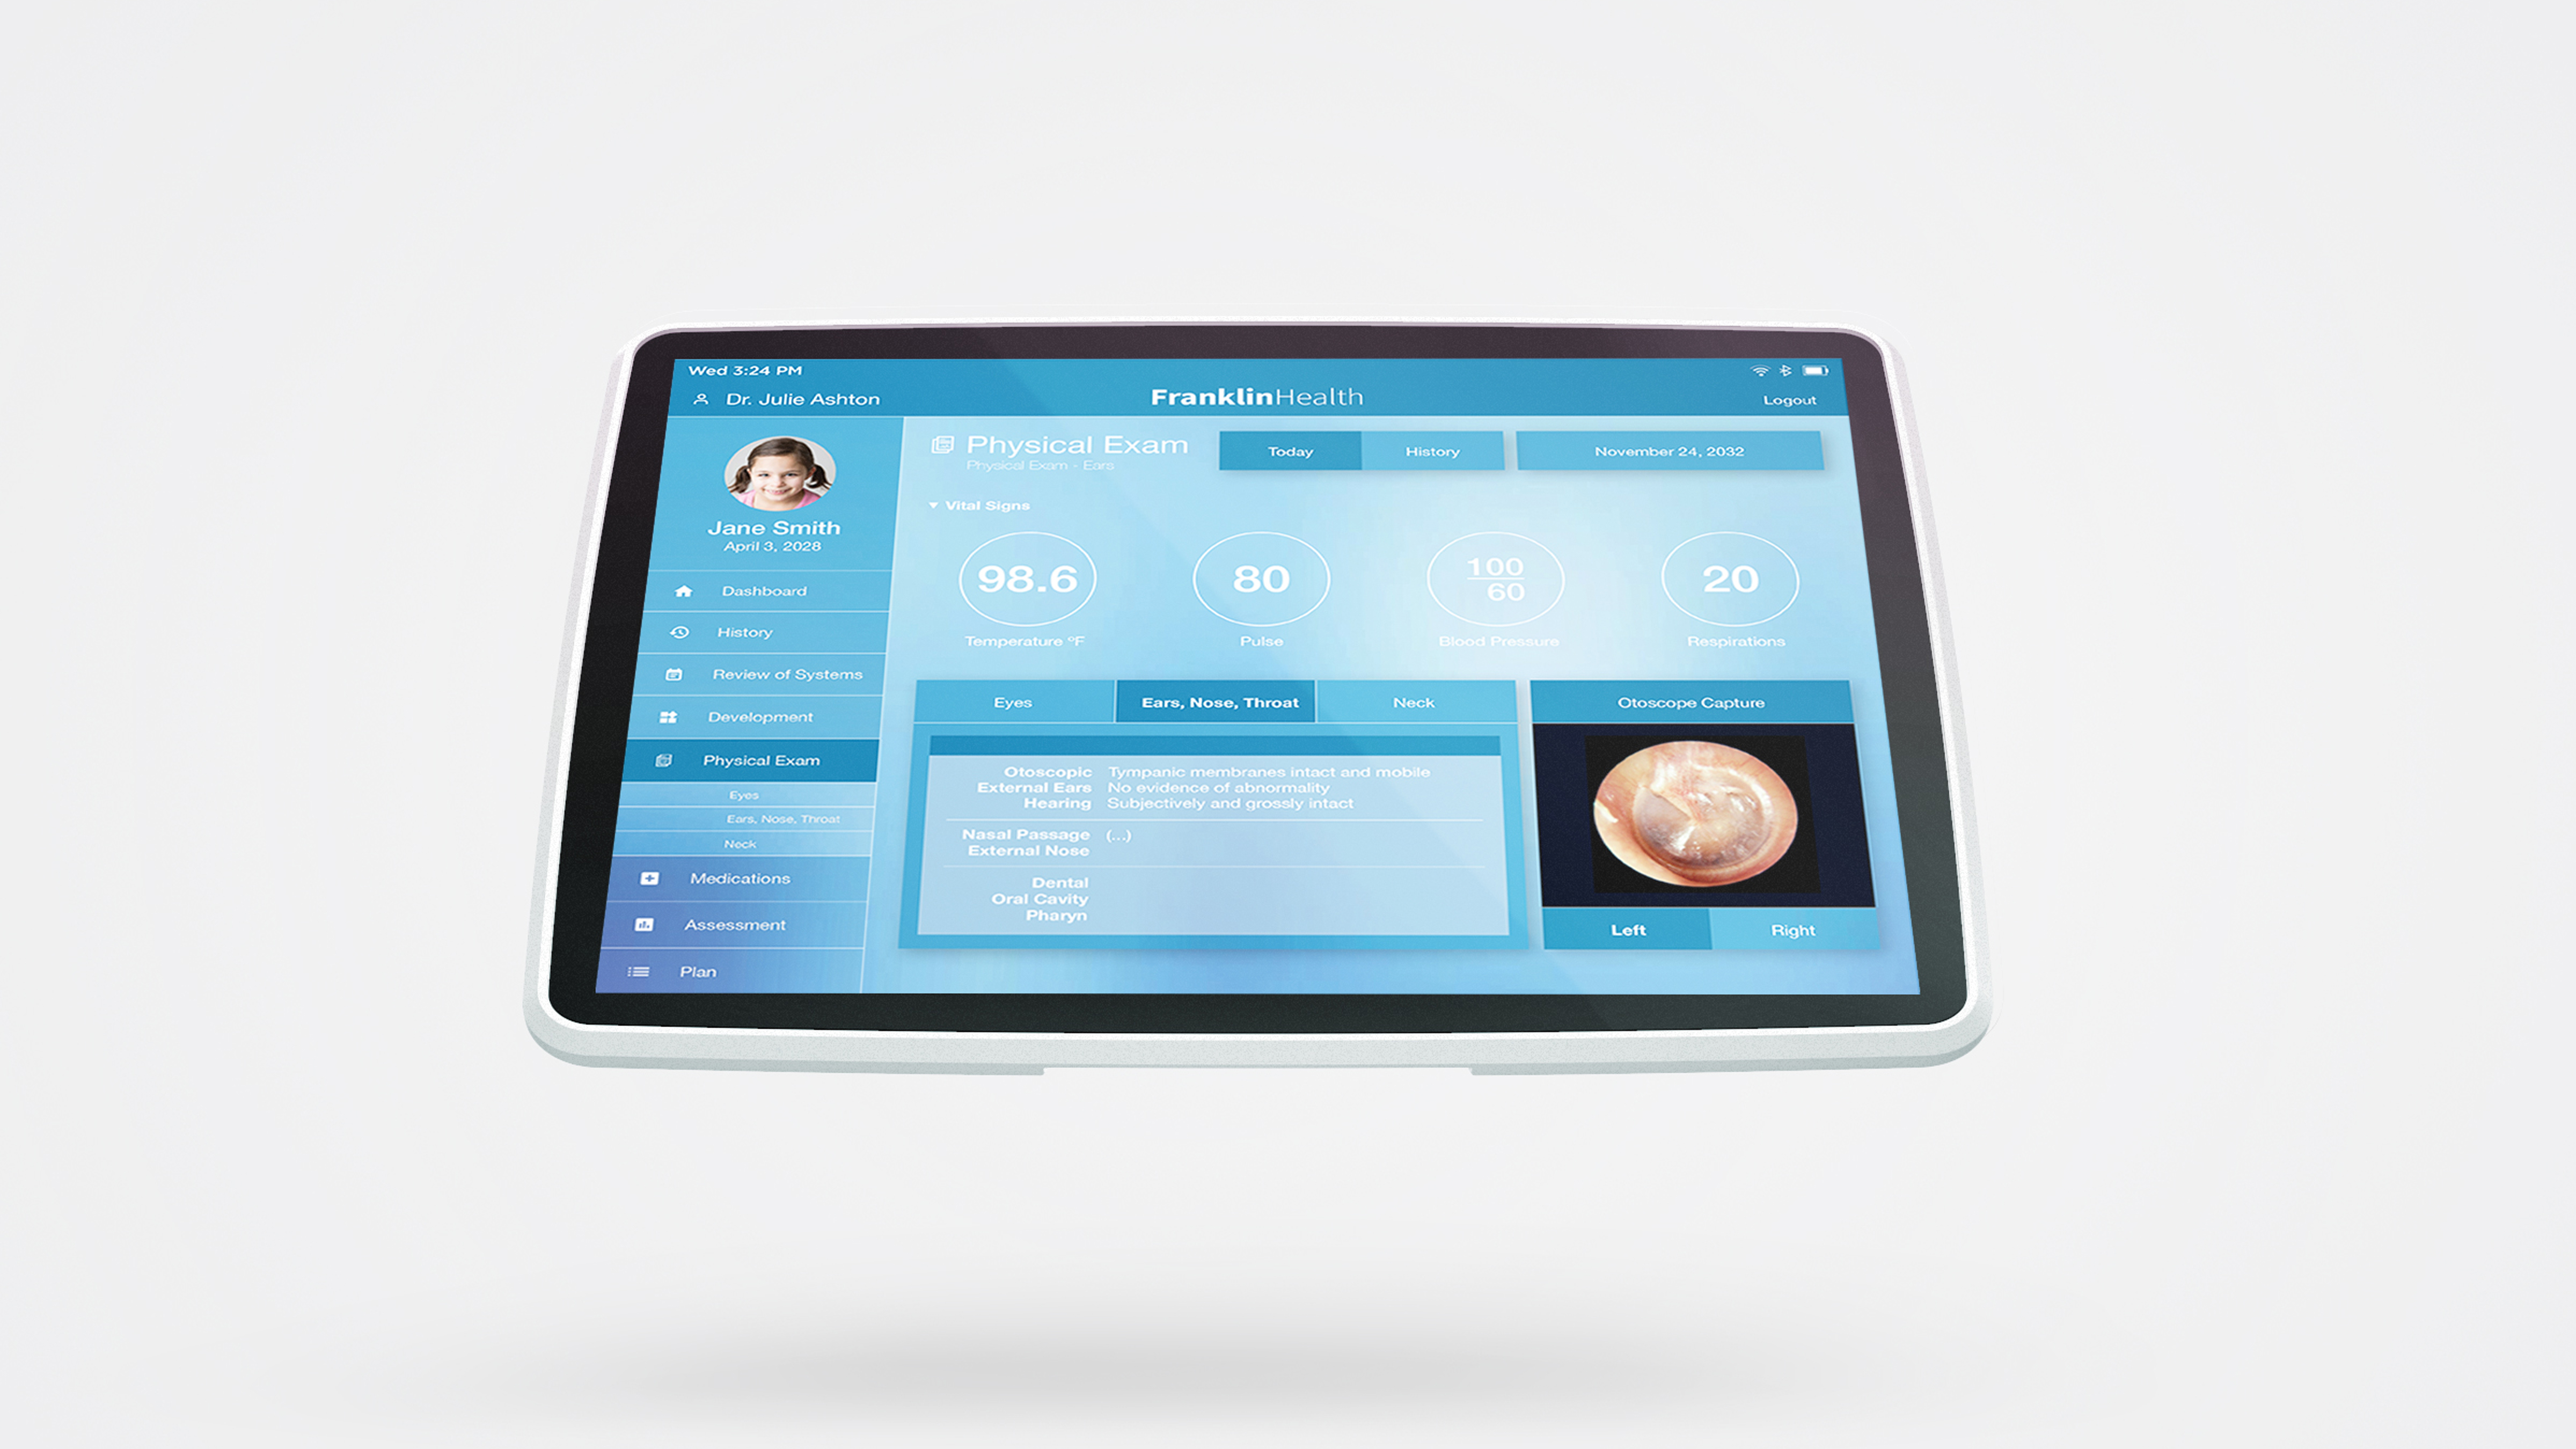 Wed 3:24 PM
Dr. Julie Ashton
FranklinHealth
Logout
Jane Smith
April 3, 2028
Dashboard
History
Review of Systems
Development
Physical Exam
Eyes
Ears, Nose, Throat
Neck
Medications
Assessment
Plan
Physical Exam
Physical Exam - Ears
Today
History
November 24, 2032
Vital Signs
98.6
80
100
60
20
Temperature °F
Pulse
Blood Pressure
Respirations
Eyes
Ears, Nose, Throat
Neck
Otoscopic Tympanic membranes intact and mobile
External Ears No evidence of abnormality
Hearing Subjectively and grossly intact
Nasal Passage (...)
External Nose
Dental
Oral Cavity
Pharyn
Otoscope Capture
Left
Right